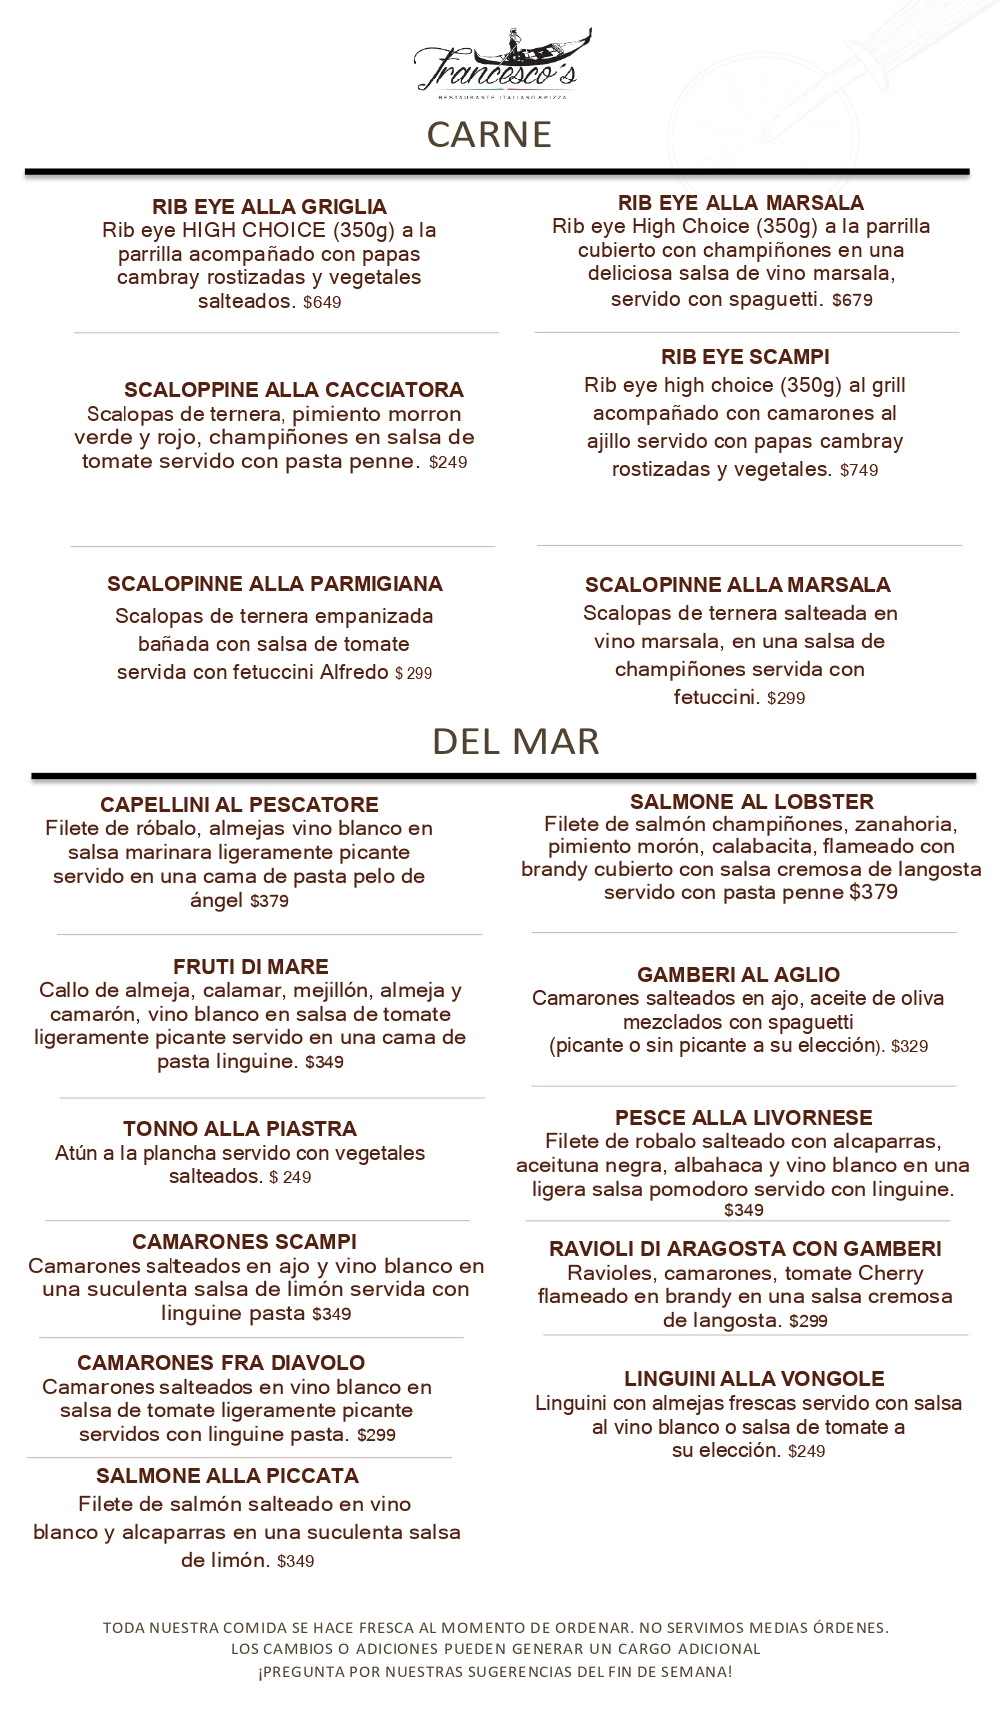 Francesco's
RESTAURANTE ITALIANO & PIZZA
CARNE
RIB EYE ALLA GRIGLIA
Rib eye HIGH CHOICE (350g) a la
parrilla acompañado con papas
cambray rostizadas y vegetales
salteados. $649
RIB EYE ALLA MARSALA
Rib eye High Choice (350g) a la parrilla
cubierto con champiñones en una
deliciosa salsa de vino marsala,
servido con spaguetti. $679
SCALOPPINE ALLA CACCIATORA
Scalopas de ternera, pimiento morron
verde y rojo, champiñones en salsa de
tomate servido con pasta penne. $249
RIB EYE SCAMPI
Rib eye high choice (350g) al grill
acompañado con camarones al
ajillo servido con papas cambray
rostizadas y vegetales. $749
SCALOPINNE ALLA PARMIGIANA
Scalopas de ternera empanizada
bañada con salsa de tomate
servida con fetuccini Alfredo $ 299
SCALOPINNE ALLA MARSALA
Scalopas de ternera salteada en
vino marsala, en una salsa de
champiñones servida con
fetuccini. $299
DEL MAR
CAPELLINI AL PESCATORE
Filete de róbalo, almejas vino blanco en
salsa marinara ligeramente picante
servido en una cama de pasta pelo de
ángel $379
SALMONE AL LOBSTER
Filete de salmón champiñones, zanahoria,
pimiento morón, calabacita, flameado con
brandy cubierto con salsa cremosa de langosta
servido con pasta penne $379
FRUTI DI MARE
Callo de almeja, calamar, mejillón, almeja y
camarón, vino blanco en salsa de tomate
ligeramente picante servido en una cama de
pasta linguine. $349
GAMBERI AL AGLIO
Camarones salteados en ajo, aceite de oliva
mezclados con spaguetti
(picante o sin picante a su elección). $329
TONNO ALLA PIASTRA
Atún a la plancha servido con vegetales
salteados. $ 249
PESCE ALLA LIVORNESE
Filete de robalo salteado con alcaparras,
aceituna negra, albahaca y vino blanco en una
ligera salsa pomodoro servido con linguine.
$349
CAMARONES SCAMPI
Camarones salteados en ajo y vino blanco en
una suculenta salsa de limón servida con
linguine pasta $349
RAVIOLI DI ARAGOSTA CON GAMBERI
Ravioles, camarones, tomate Cherry
flameado en brandy en una salsa cremosa
de langosta. $299
CAMARONES FRA DIAVOLO
Camarones salteados en vino blanco en
salsa de tomate ligeramente picante
servidos con linguine pasta. $299
LINGUINI ALLA VONGOLE
Linguini con almejas frescas servido con salsa
al vino blanco o salsa de tomate a
su elección. $249
SALMONE ALLA PICCATA
Filete de salmón salteado en vino
blanco y alcaparras en una suculenta salsa
de limón. $349
TODA NUESTRA COMIDA SE HACE FRESCA AL MOMENTO DE ORDENAR. NO SERVIMOS MEDIAS ÓRDENES.
LOS CAMBIOS O ADICIONES PUEDEN GENERAR UN CARGO ADICIONAL
¡PREGUNTA POR NUESTRAS SUGERENCIAS DEL FIN DE SEMANA!